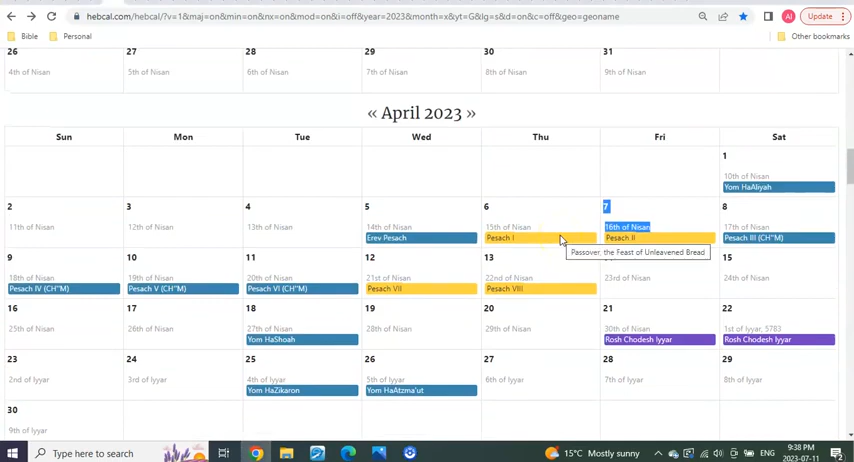 hebcal.com/hebcal/?v=1&maj=on&min=on&nx=on&mod=on&i=off&year=2023&month=x&yt=G&lg=s&d=on&c=off&geo=geoname
AI
Update
Bible
Personal
Other bookmarks
26 27 28 29 30 31
4th of Nisan 5th of Nisan 6th of Nisan 7th of Nisan 8th of Nisan 9th of Nisan
« April 2023 »
Sun Mon Tue Wed Thu Fri Sat
1
10th of Nisan
Yom HaAliyah
2 3 4 5 6 7 8
11th of Nisan 12th of Nisan 13th of Nisan 14th of Nisan 15th of Nisan 16th of Nisan 17th of Nisan
Erev Pesach Pesach I Pesach II Pesach III (CH"M)
Passover, the Feast of Unleavened Bread
9 10 11 12 13 15
18th of Nisan 19th of Nisan 20th of Nisan 21st of Nisan 22nd of Nisan 23rd of Nisan 24th of Nisan
Pesach IV (CH"M) Pesach V (CH"M) Pesach VI (CH"M) Pesach VII Pesach VIII
16 17 18 19 20 21 22
25th of Nisan 26th of Nisan 27th of Nisan 28th of Nisan 29th of Nisan 30th of Nisan 1st of Iyyar, 5783
Yom HaShoah Rosh Chodesh Iyyar Rosh Chodesh Iyyar
23 24 25 26 27 28 29
2nd of Iyyar 3rd of Iyyar 4th of Iyyar 5th of Iyyar 6th of Iyyar 7th of Iyyar 8th of Iyyar
Yom HaZikaron Yom HaAtzma'ut
30
9th of Iyyar
Type here to search
15°C Mostly sunny
ENG
9:38 PM
2023-07-11
2